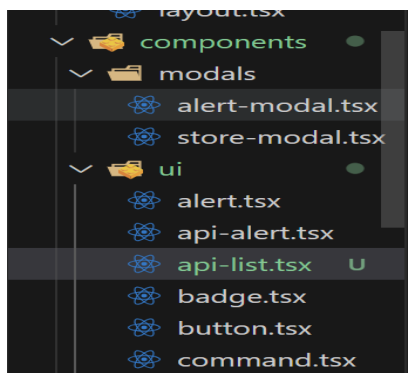 layout.tsx
components
modals
alert-modal.tsx
store-modal.tsx
ui
alert.tsx
api-alert.tsx
api-list.tsx U
badge.tsx
button.tsx
command.tsx